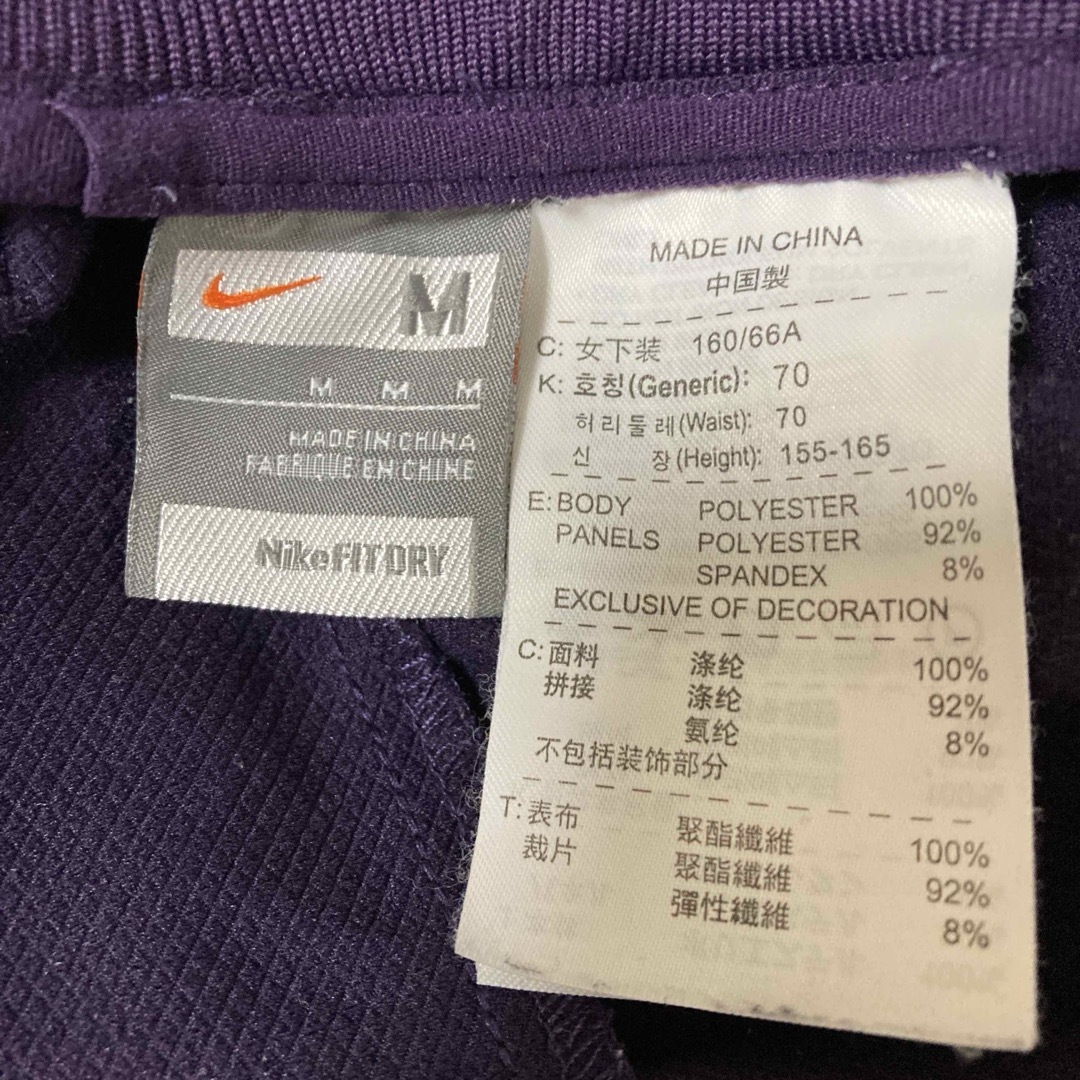 M
M M M
MADE IN CHINA
FABRIQUE EN CHINE
Nike FIT DRY
MADE IN CHINA
中国製
C: 女下装 160/66A
K: 호칭(Generic): 70
허리둘레(Waist): 70
신 장(Height): 155-165
E: BODY POLYESTER 100%
PANELS POLYESTER 92%
SPANDEX 8%
EXCLUSIVE OF DECORATION
C: 面料 涤纶 100%
拼接 涤纶 92%
氨纶 8%
不包括装饰部分
T: 表布 聚酯纖維 100%
裁片 聚酯纖維 92%
彈性纖維 8%